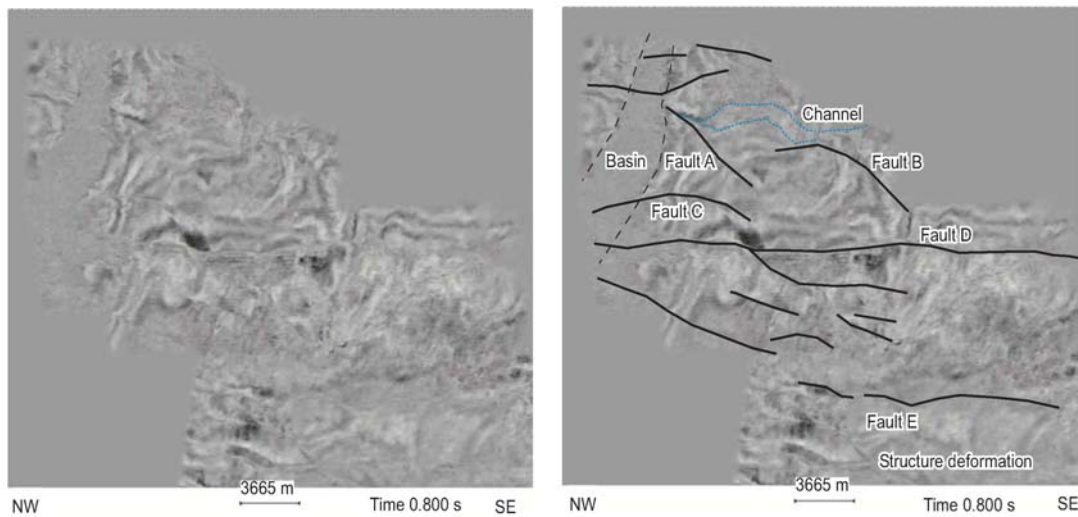 NW
3665 m
Time 0.800 s
SE
Channel
Basin
Fault A
Fault B
Fault C
Fault D
Fault E
Structure deformation
NW
3665 m
Time 0.800 s
SE